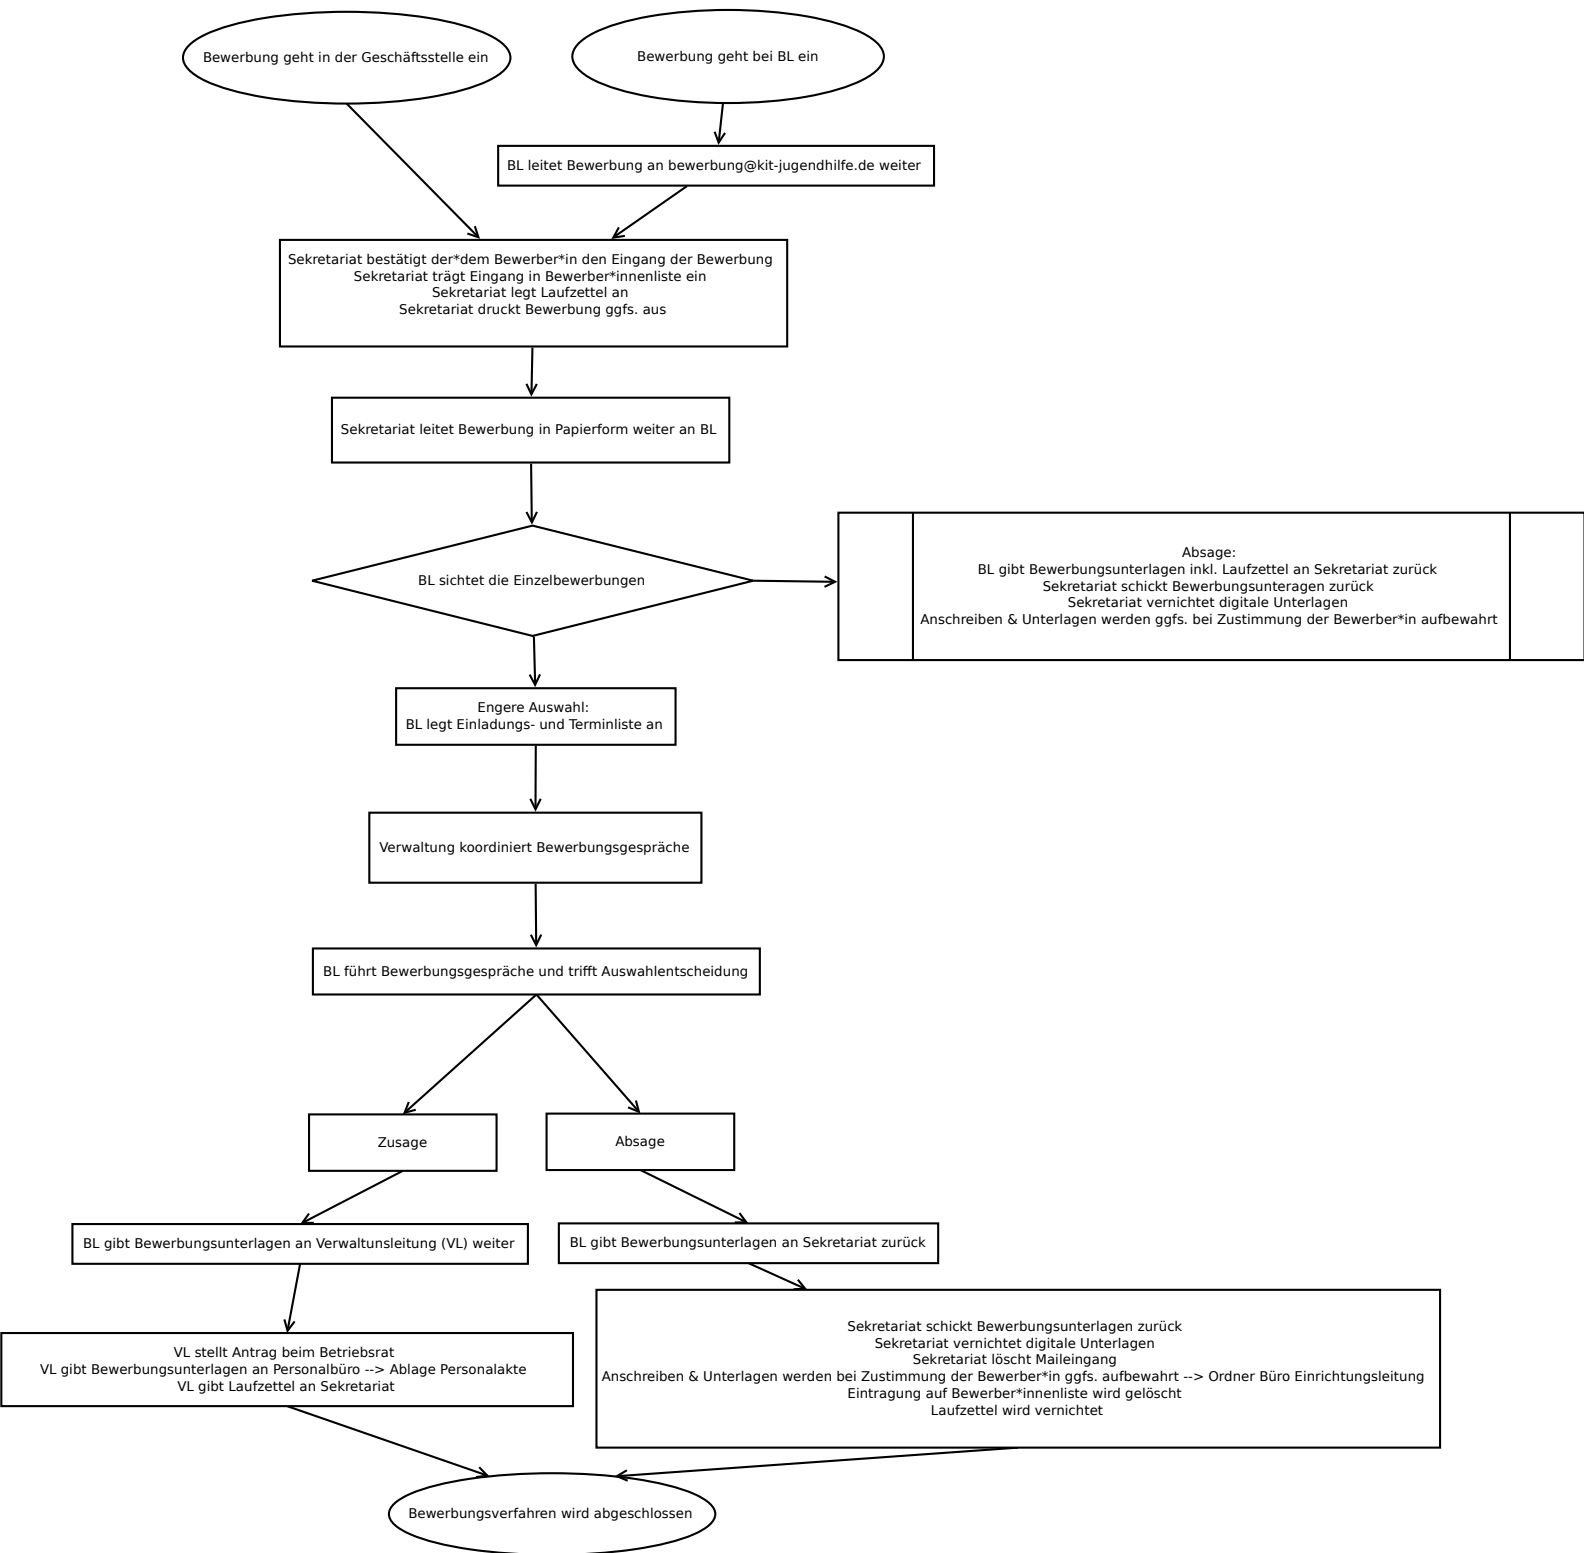 Bewerbung geht in der Geschäftsstelle ein
Bewerbung geht bei BL ein
BL leitet Bewerbung an bewerbung@kit-jugendhilfe.de weiter
Sekretariat bestätigt der*dem Bewerber*in den Eingang der Bewerbung
Sekretariat trägt Eingang in Bewerber*innenliste ein
Sekretariat legt Laufzettel an
Sekretariat druckt Bewerbung ggfs. aus
Sekretariat leitet Bewerbung in Papierform weiter an BL
BL sichtet die Einzelbewerbungen
Absage:
BL gibt Bewerbungsunterlagen inkl. Laufzettel an Sekretariat zurück
Sekretariat schickt Bewerbungsunteragen zurück
Sekretariat vernichtet digitale Unterlagen
Anschreiben & Unterlagen werden ggfs. bei Zustimmung der Bewerber*in aufbewahrt
Engere Auswahl:
BL legt Einladungs- und Terminliste an
Verwaltung koordiniert Bewerbungsgespräche
BL führt Bewerbungsgespräche und trifft Auswahlentscheidung
Zusage
Absage
BL gibt Bewerbungsunterlagen an Verwaltunsleitung (VL) weiter
BL gibt Bewerbungsunterlagen an Sekretariat zurück
VL stellt Antrag beim Betriebsrat
VL gibt Bewerbungsunterlagen an Personalbüro --> Ablage Personalakte
VL gibt Laufzettel an Sekretariat
Sekretariat schickt Bewerbungsunterlagen zurück
Sekretariat vernichtet digitale Unterlagen
Sekretariat löscht Maileingang
Anschreiben & Unterlagen werden bei Zustimmung der Bewerber*in ggfs. aufbewahrt --> Ordner Büro Einrichtungsleitung
Eintragung auf Bewerber*innenliste wird gelöscht
Laufzettel wird vernichtet
Bewerbungsverfahren wird abgeschlossen